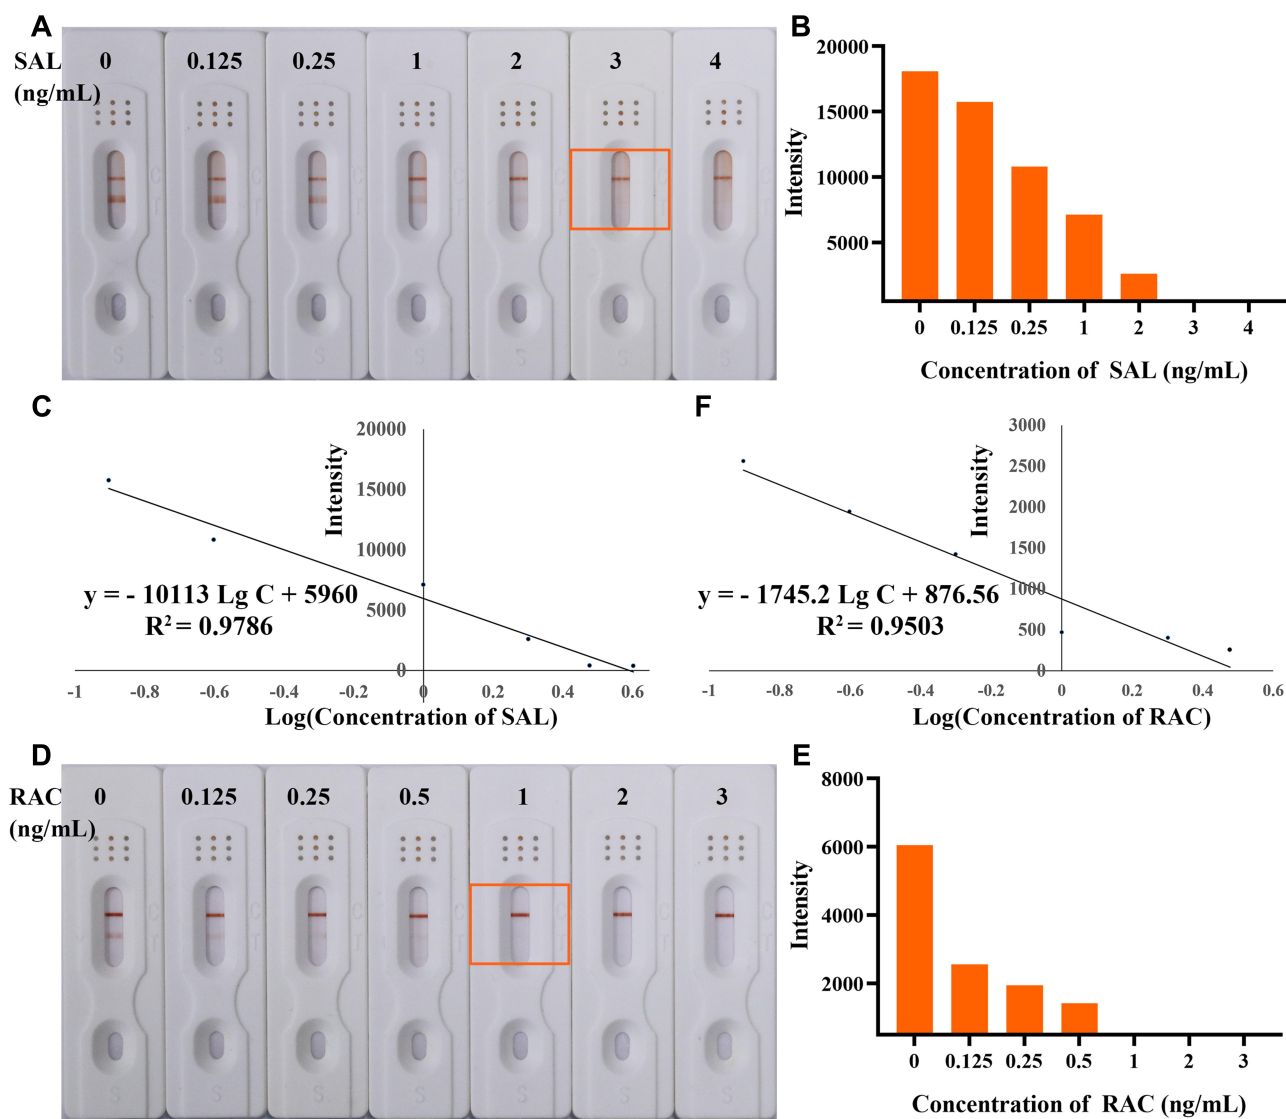 A
SAL
(ng/mL)
0 0.125 0.25 1 2 3 4
C
T
S S S S S S S
B
Intensity
20000
15000
10000
5000
0 0.125 0.25 1 2 3 4
Concentration of SAL (ng/mL)
C
Intensity
20000
15000
10000
5000
0
y = - 10113 Lg C + 5960
R² = 0.9786
-1 -0.8 -0.6 -0.4 -0.2 0 0.2 0.4 0.6
Log(Concentration of SAL)
F
Intensity
3000
2500
2000
1500
1000
500
0
y = - 1745.2 Lg C + 876.56
R² = 0.9503
-1 -0.8 -0.6 -0.4 -0.2 0 0.2 0.4 0.6
Log(Concentration of RAC)
D
RAC
(ng/mL)
0 0.125 0.25 0.5 1 2 3
C
T
S S S S S S S
E
Intensity
8000
6000
4000
2000
0 0.125 0.25 0.5 1 2 3
Concentration of RAC (ng/mL)